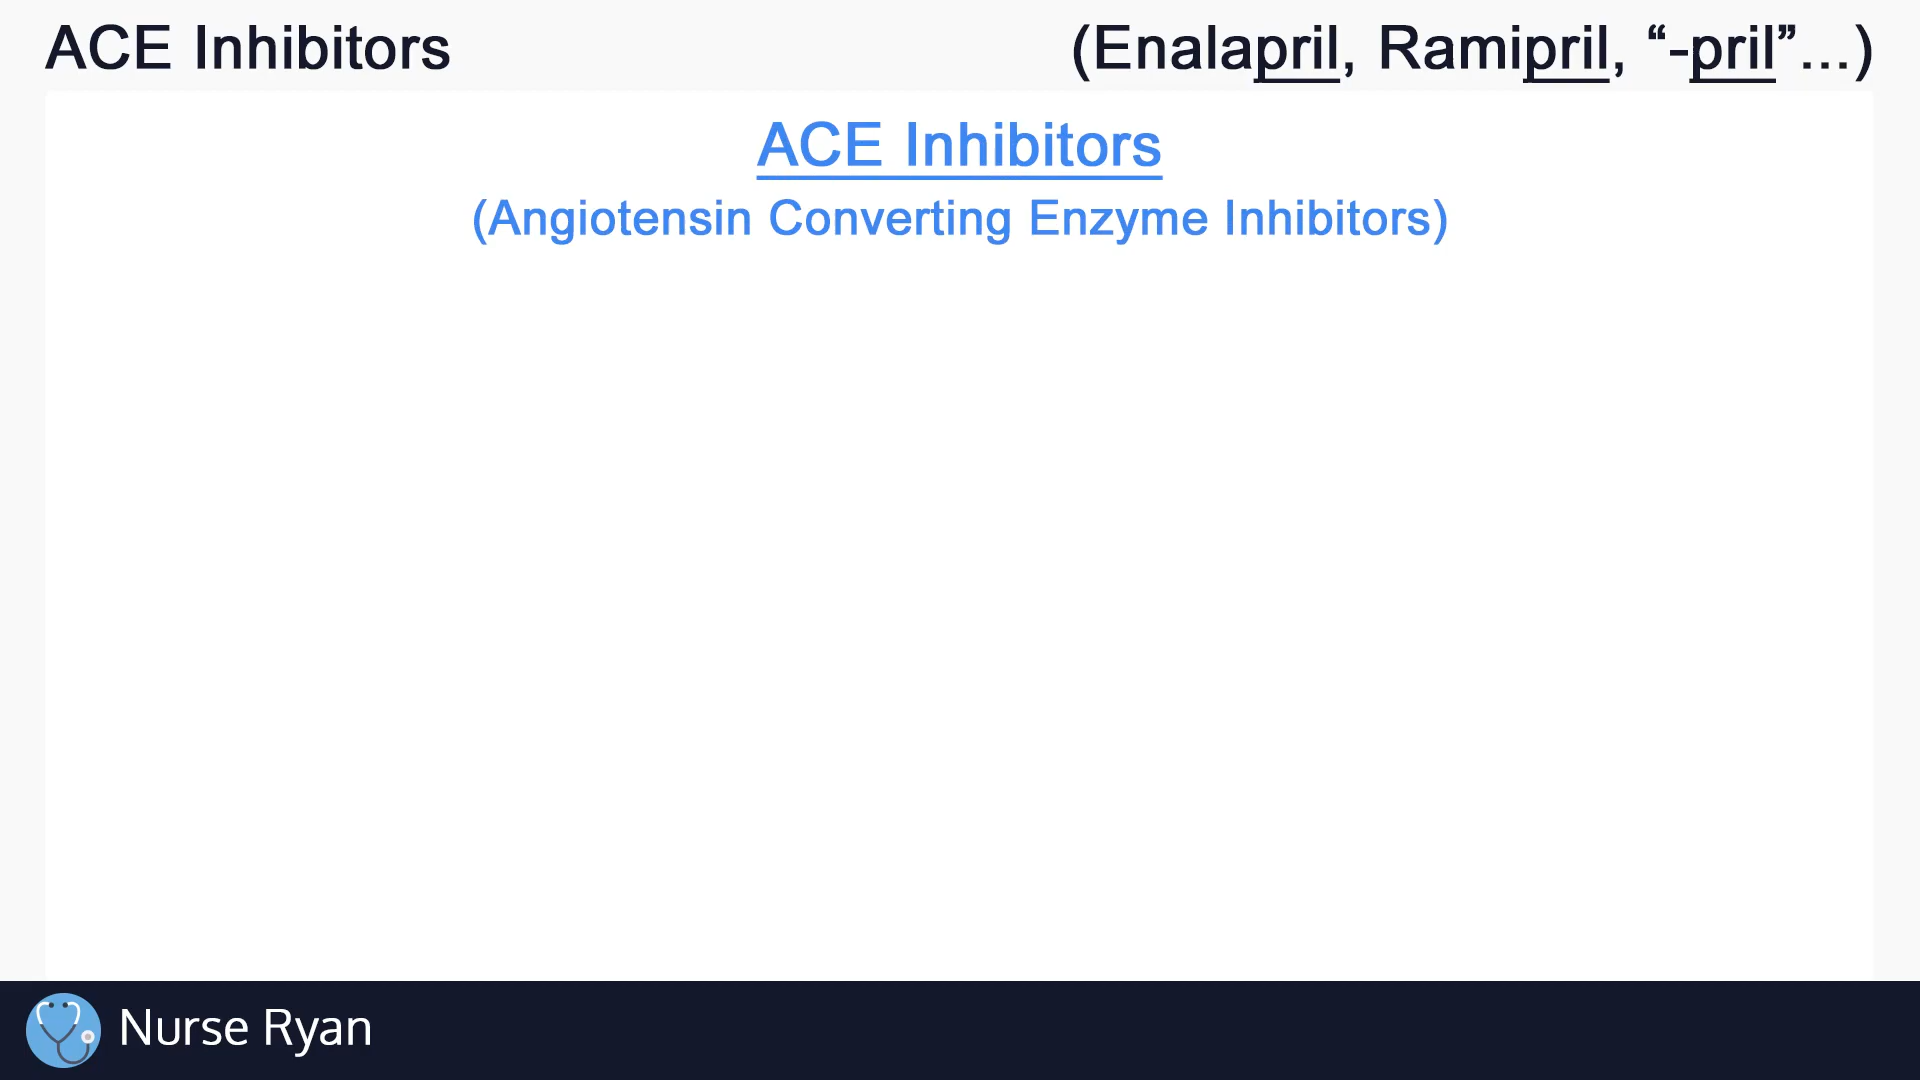 ACE Inhibitors (Enalapril, Ramipril, “-pril”...)
ACE Inhibitors
(Angiotensin Converting Enzyme Inhibitors)
Nurse Ryan